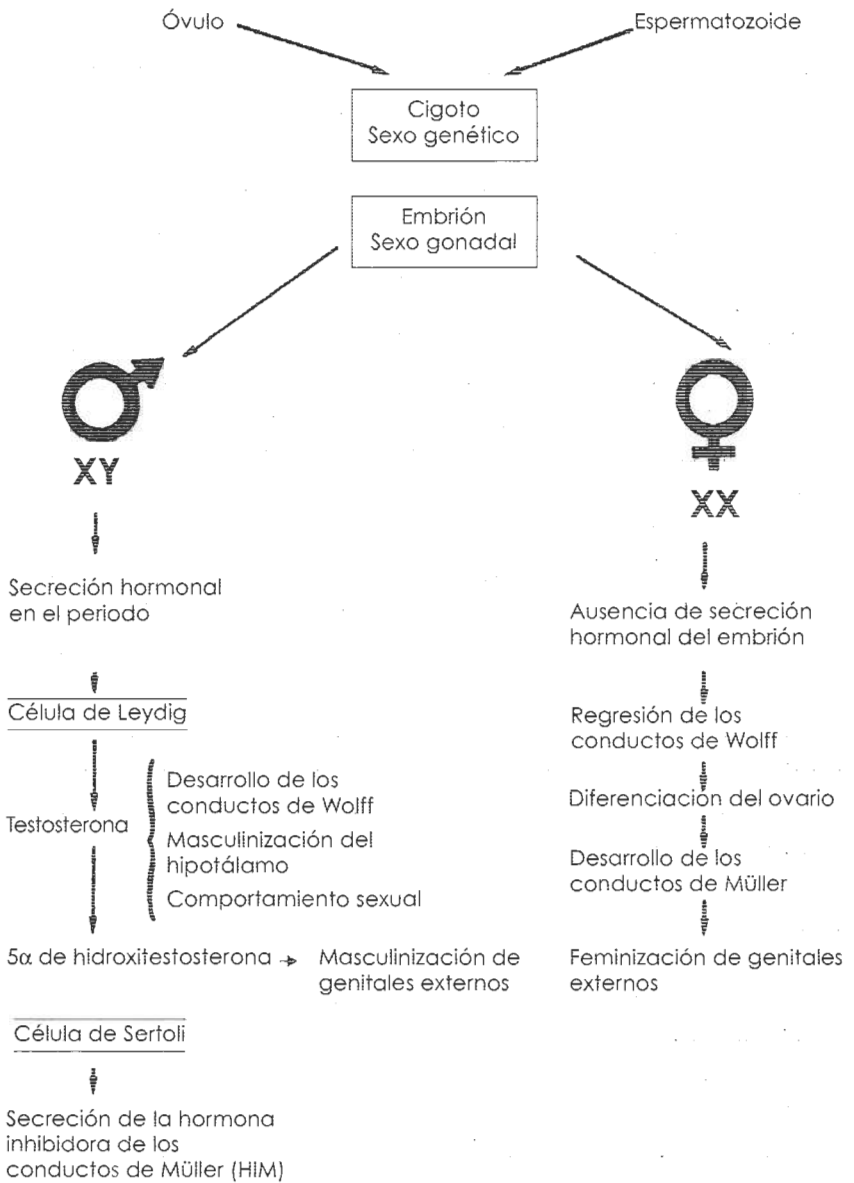 Óvulo
Espermatozoide
Cigoto
Sexo genético
Embrión
Sexo gonadal
XY
Secreción hormonal
en el periodo
Célula de Leydig
Testosterona
Desarrollo de los
conductos de Wolff
Masculinización del
hipotálamo
Comportamiento sexual
5α de hidroxitestosterona
Masculinización de
genitales externos
Célula de Sertoli
Secreción de la hormona
inhibidora de los
conductos de Müller (HIM)
XX
Ausencia de secreción
hormonal del embrión
Regresión de los
conductos de Wolff
Diferenciación del ovario
Desarrollo de los
conductos de Müller
Feminización de genitales
externos